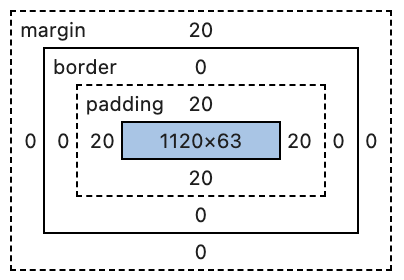 margin 20
border 0
padding 20
0 0 20 1120×63 20 0 0
20
0
0